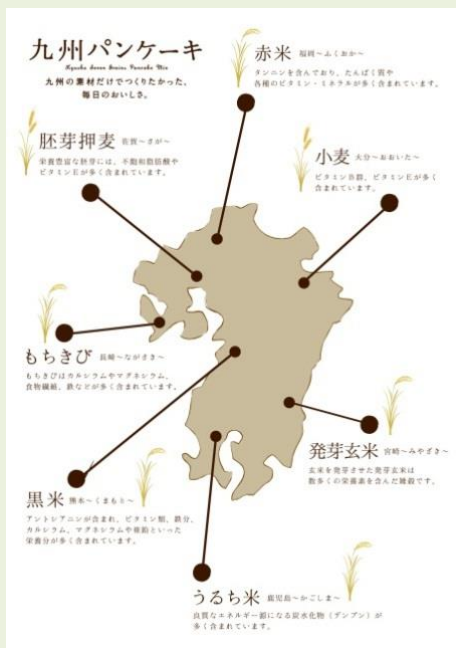 九州パンケーキ
Kyushu Seven Grains Pancake Mix
九州の素材だけでつくりたかった、
毎日のおいしさ。
赤米 福岡〜ふくおか〜
タンニンを含んでおり、たんぱく質や
各種のビタミン・ミネラルが多く含まれています。
胚芽押麦 佐賀〜さが〜
栄養豊富な胚芽には、不飽和脂肪酸や
ビタミンEが多く含まれています。
小麦 大分〜おおいた〜
ビタミンB群、ビタミンEが多く
含まれています。
もちきび 長崎〜ながさき〜
もちきびはカルシウムやマグネシウム、
食物繊維、鉄などが多く含まれています。
発芽玄米 宮崎〜みやざき〜
玄米を発芽させた発芽玄米は
数多くの栄養素を含んだ雑穀です。
黒米 熊本〜くまもと〜
アントシアニンが含まれ、ビタミン類、鉄分、
カルシウム、マグネシウムや亜鉛といった
栄養分が多く含まれています。
うるち米 鹿児島〜かごしま〜
良質なエネルギー源になる炭水化物（デンプン）が
多く含まれています。